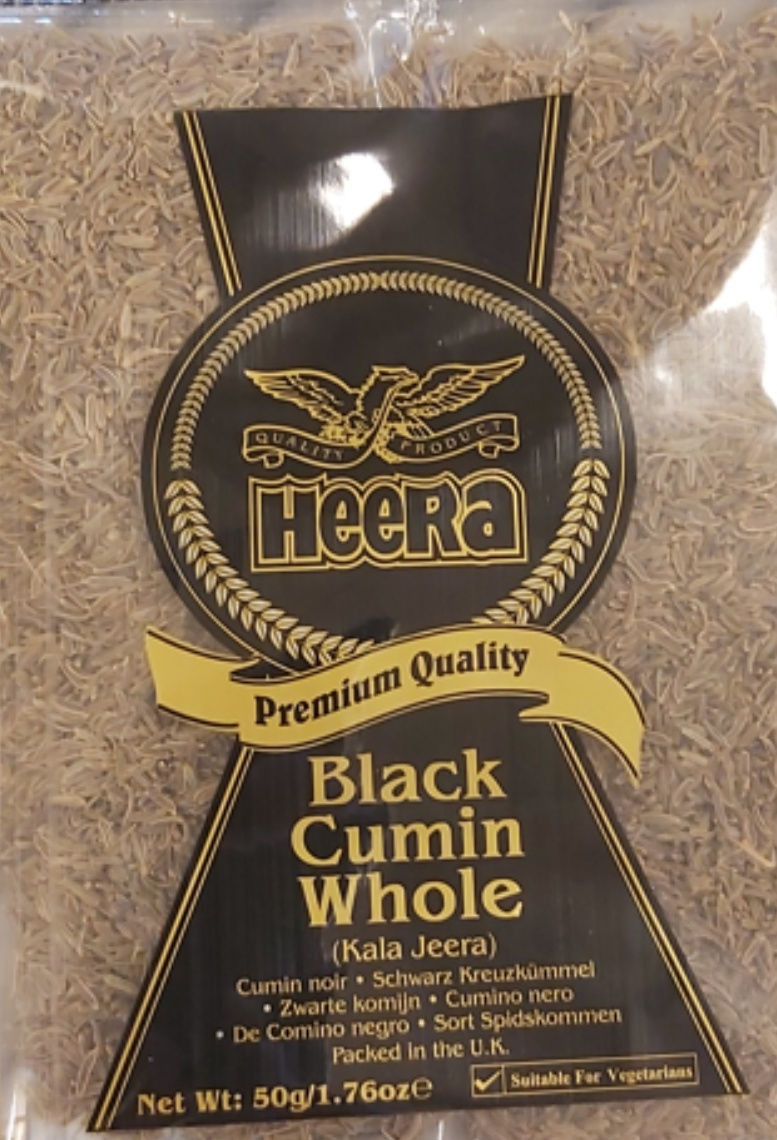 QUALITY PRODUCT
HEERA
Premium Quality
Black
Cumin
Whole
(Kala Jeera)
Cumin noir • Schwarz Kreuzkümmel
• Zwarte komijn • Cumino nero
• De Comino negro • Sort Spidskommen
Packed in the U.K.
Net Wt: 50g/1.76oz℮
Suitable For Vegetarians